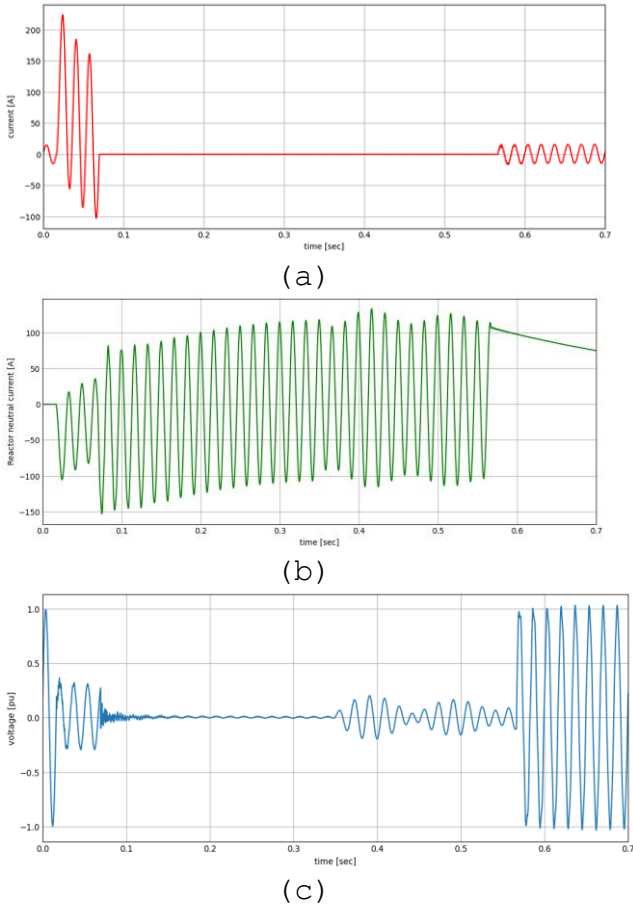 200
150
100
50
0
−50
−100
current [A]
0.0 0.1 0.2 0.3 0.4 0.5 0.6 0.7
time [sec]
(a)
100
50
0
−50
−100
−150
Reactor neutral current [A]
0.0 0.1 0.2 0.3 0.4 0.5 0.6 0.7
time [sec]
(b)
1.0
0.5
0.0
−0.5
−1.0
voltage [pu]
0.0 0.1 0.2 0.3 0.4 0.5 0.6 0.7
time [sec]
(c)